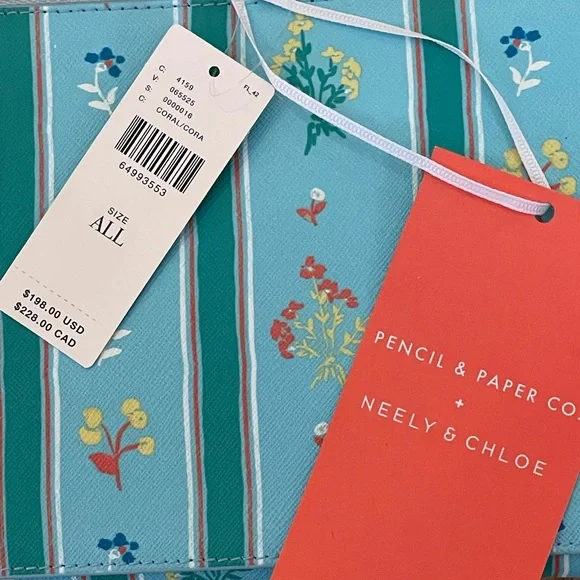 C: 4159
V: 065525
S: 0000016
C: CORAL/CORA
FL 42
64993553
SIZE
ALL
$198.00 USD
$228.00 CAD
PENCIL & PAPER CO.
+
NEELY & CHLOE